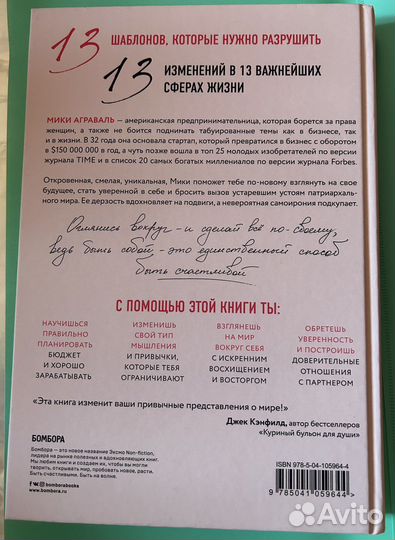 13 ШАБЛОНОВ, КОТОРЫЕ НУЖНО РАЗРУШИТЬ
13 ИЗМЕНЕНИЙ В 13 ВАЖНЕЙШИХ
СФЕРАХ ЖИЗНИ
МИКИ АГРАВАЛЬ — американская предпринимательница, которая борется за права
женщин, а также не боится поднимать табуированные темы как в бизнесе, так
и в жизни. В 32 года она основала стартап, который превратился в бизнес с оборотом
в $150 000 000 в год, а чуть позже вошла в топ 25 молодых изобретателей по версии
журнала TIME и в список 20 самых богатых миллениалов по версии журнала Forbes.
Откровенная, смелая, уникальная, Мики поможет тебе по-новому взглянуть на свое
будущее, стать уверенной в себе и бросить вызов устаревшим устоям патриархаль-
ного мира. Ее дерзость вдохновляет на подвиги, а невероятная самоирония подкупает.
Оглянись вокруг – и сделай всё по-своему,
ведь быть собой – это единственный способ
быть счастливой
С ПОМОЩЬЮ ЭТОЙ КНИГИ ТЫ:
НАУЧИШЬСЯ
ПРАВИЛЬНО
ПЛАНИРОВАТЬ
БЮДЖЕТ
И ХОРОШО
ЗАРАБАТЫВАТЬ
ИЗМЕНИШЬ
СВОЙ ТИП
МЫШЛЕНИЯ
И ПРИВЫЧКИ,
КОТОРЫЕ ТЕБЯ
ОГРАНИЧИВАЮТ
ВЗГЛЯНЕШЬ
НА МИР
ВОКРУГ СЕБЯ
С ИСКРЕННИМ
ВОСХИЩЕНИЕМ
И ВОСТОРГОМ
ОБРЕТЕШЬ
УВЕРЕННОСТЬ
И ПОСТРОИШЬ
ДОВЕРИТЕЛЬНЫЕ
ОТНОШЕНИЯ
С ПАРТНЕРОМ
«Эта книга изменит ваши привычные представления о мире!»
Джек Кэнфилд, автор бестселлеров
«Куриный бульон для души»
БОМБОРА
Бомбора – это новое название Эксмо Non-fiction,
лидера на рынке полезных и вдохновляющих книг.
Мы любим книги и создаем их, чтобы вы могли
творить, открывать мир, пробовать новое, расти.
Быть счастливыми. Быть на волне.
bomborabooks bombora
www.bombora.ru
ISBN 978-5-04-105964-4
9 785041 059644 >
Avito